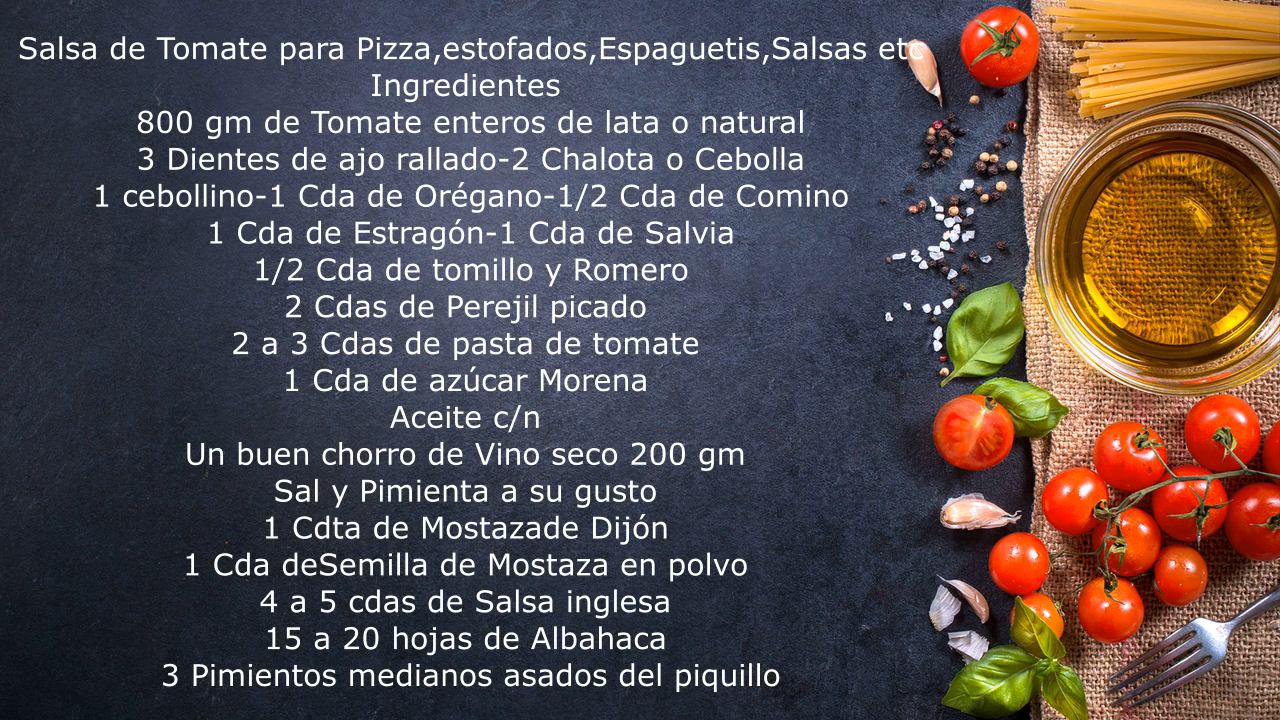 Salsa de Tomate para Pizza,estofados,Espaguetis,Salsas etc
Ingredientes
800 gm de Tomate enteros de lata o natural
3 Dientes de ajo rallado-2 Chalota o Cebolla
1 cebollino-1 Cda de Orégano-1/2 Cda de Comino
1 Cda de Estragón-1 Cda de Salvia
1/2 Cda de tomillo y Romero
2 Cdas de Perejil picado
2 a 3 Cdas de pasta de tomate
1 Cda de azúcar Morena
Aceite c/n
Un buen chorro de Vino seco 200 gm
Sal y Pimienta a su gusto
1 Cdta de Mostazade Dijón
1 Cda deSemilla de Mostaza en polvo
4 a 5 cdas de Salsa inglesa
15 a 20 hojas de Albahaca
3 Pimientos medianos asados del piquillo